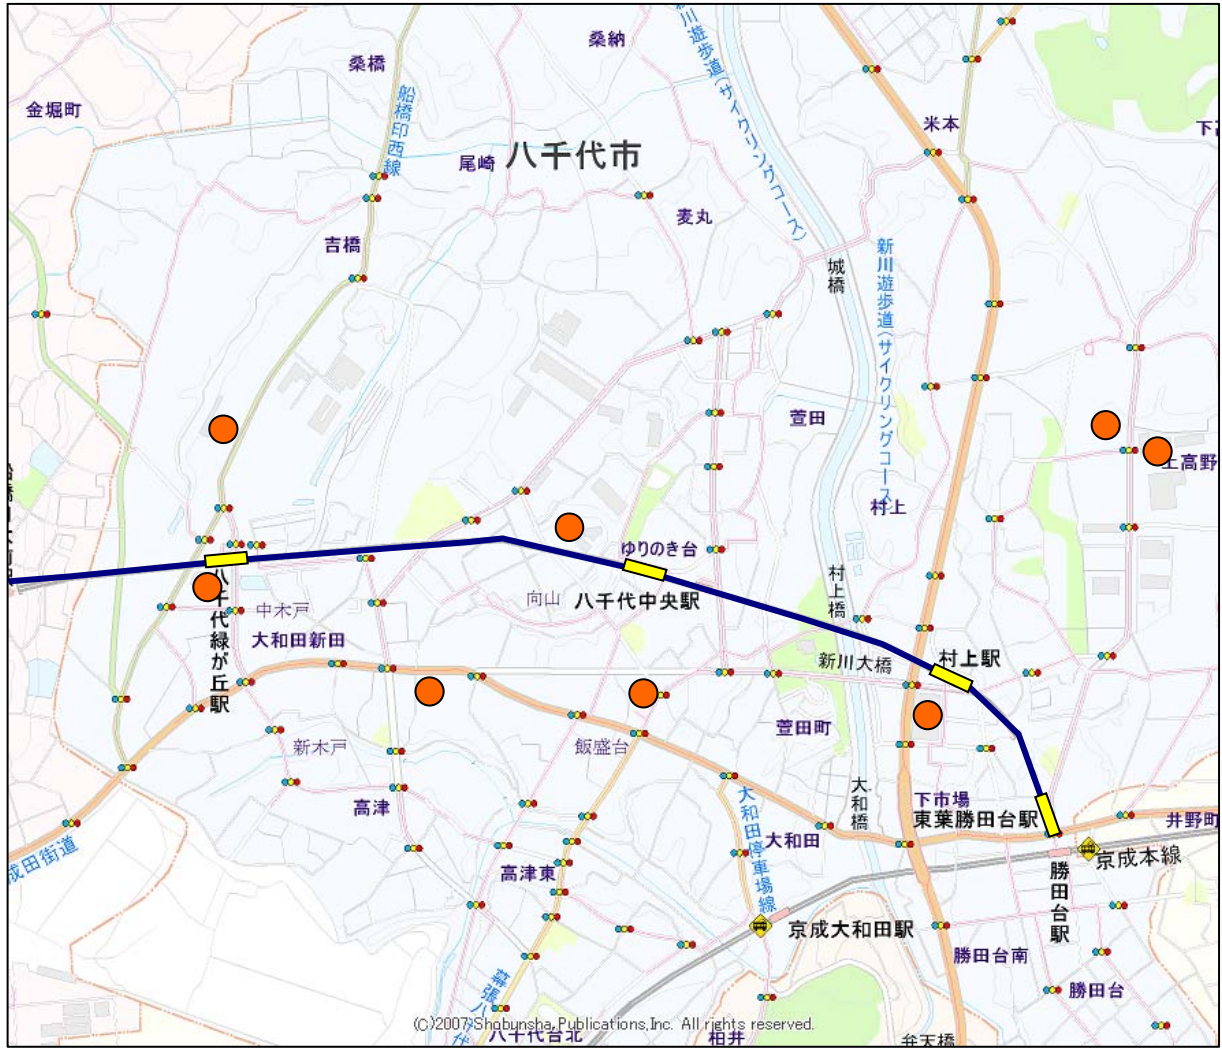 桑納
桑橋
金堀町
新川遊歩道(サイクリングコース)
船橋印西線
米本
尾崎
八千代市
麦丸
吉橋
城橋
新川遊歩道(サイクリングコース)
萱田
上高野
村上
ゆりのき台
村上橋
向山
八千代中央駅
中木戸
八千代緑が丘駅
大和田新田
新川大橋
村上駅
萱田町
新木戸
飯盛台
高津
大和田停車場線
大和橋
下市場
東葉勝田台駅
井野町
大和田
成田街道
京成本線
高津東
勝田台駅
京成大和田駅
勝田台南
勝田台
(C)2007 Shobunsha Publications,Inc. All rights reserved.
八千代台北
柏井
弁天橋